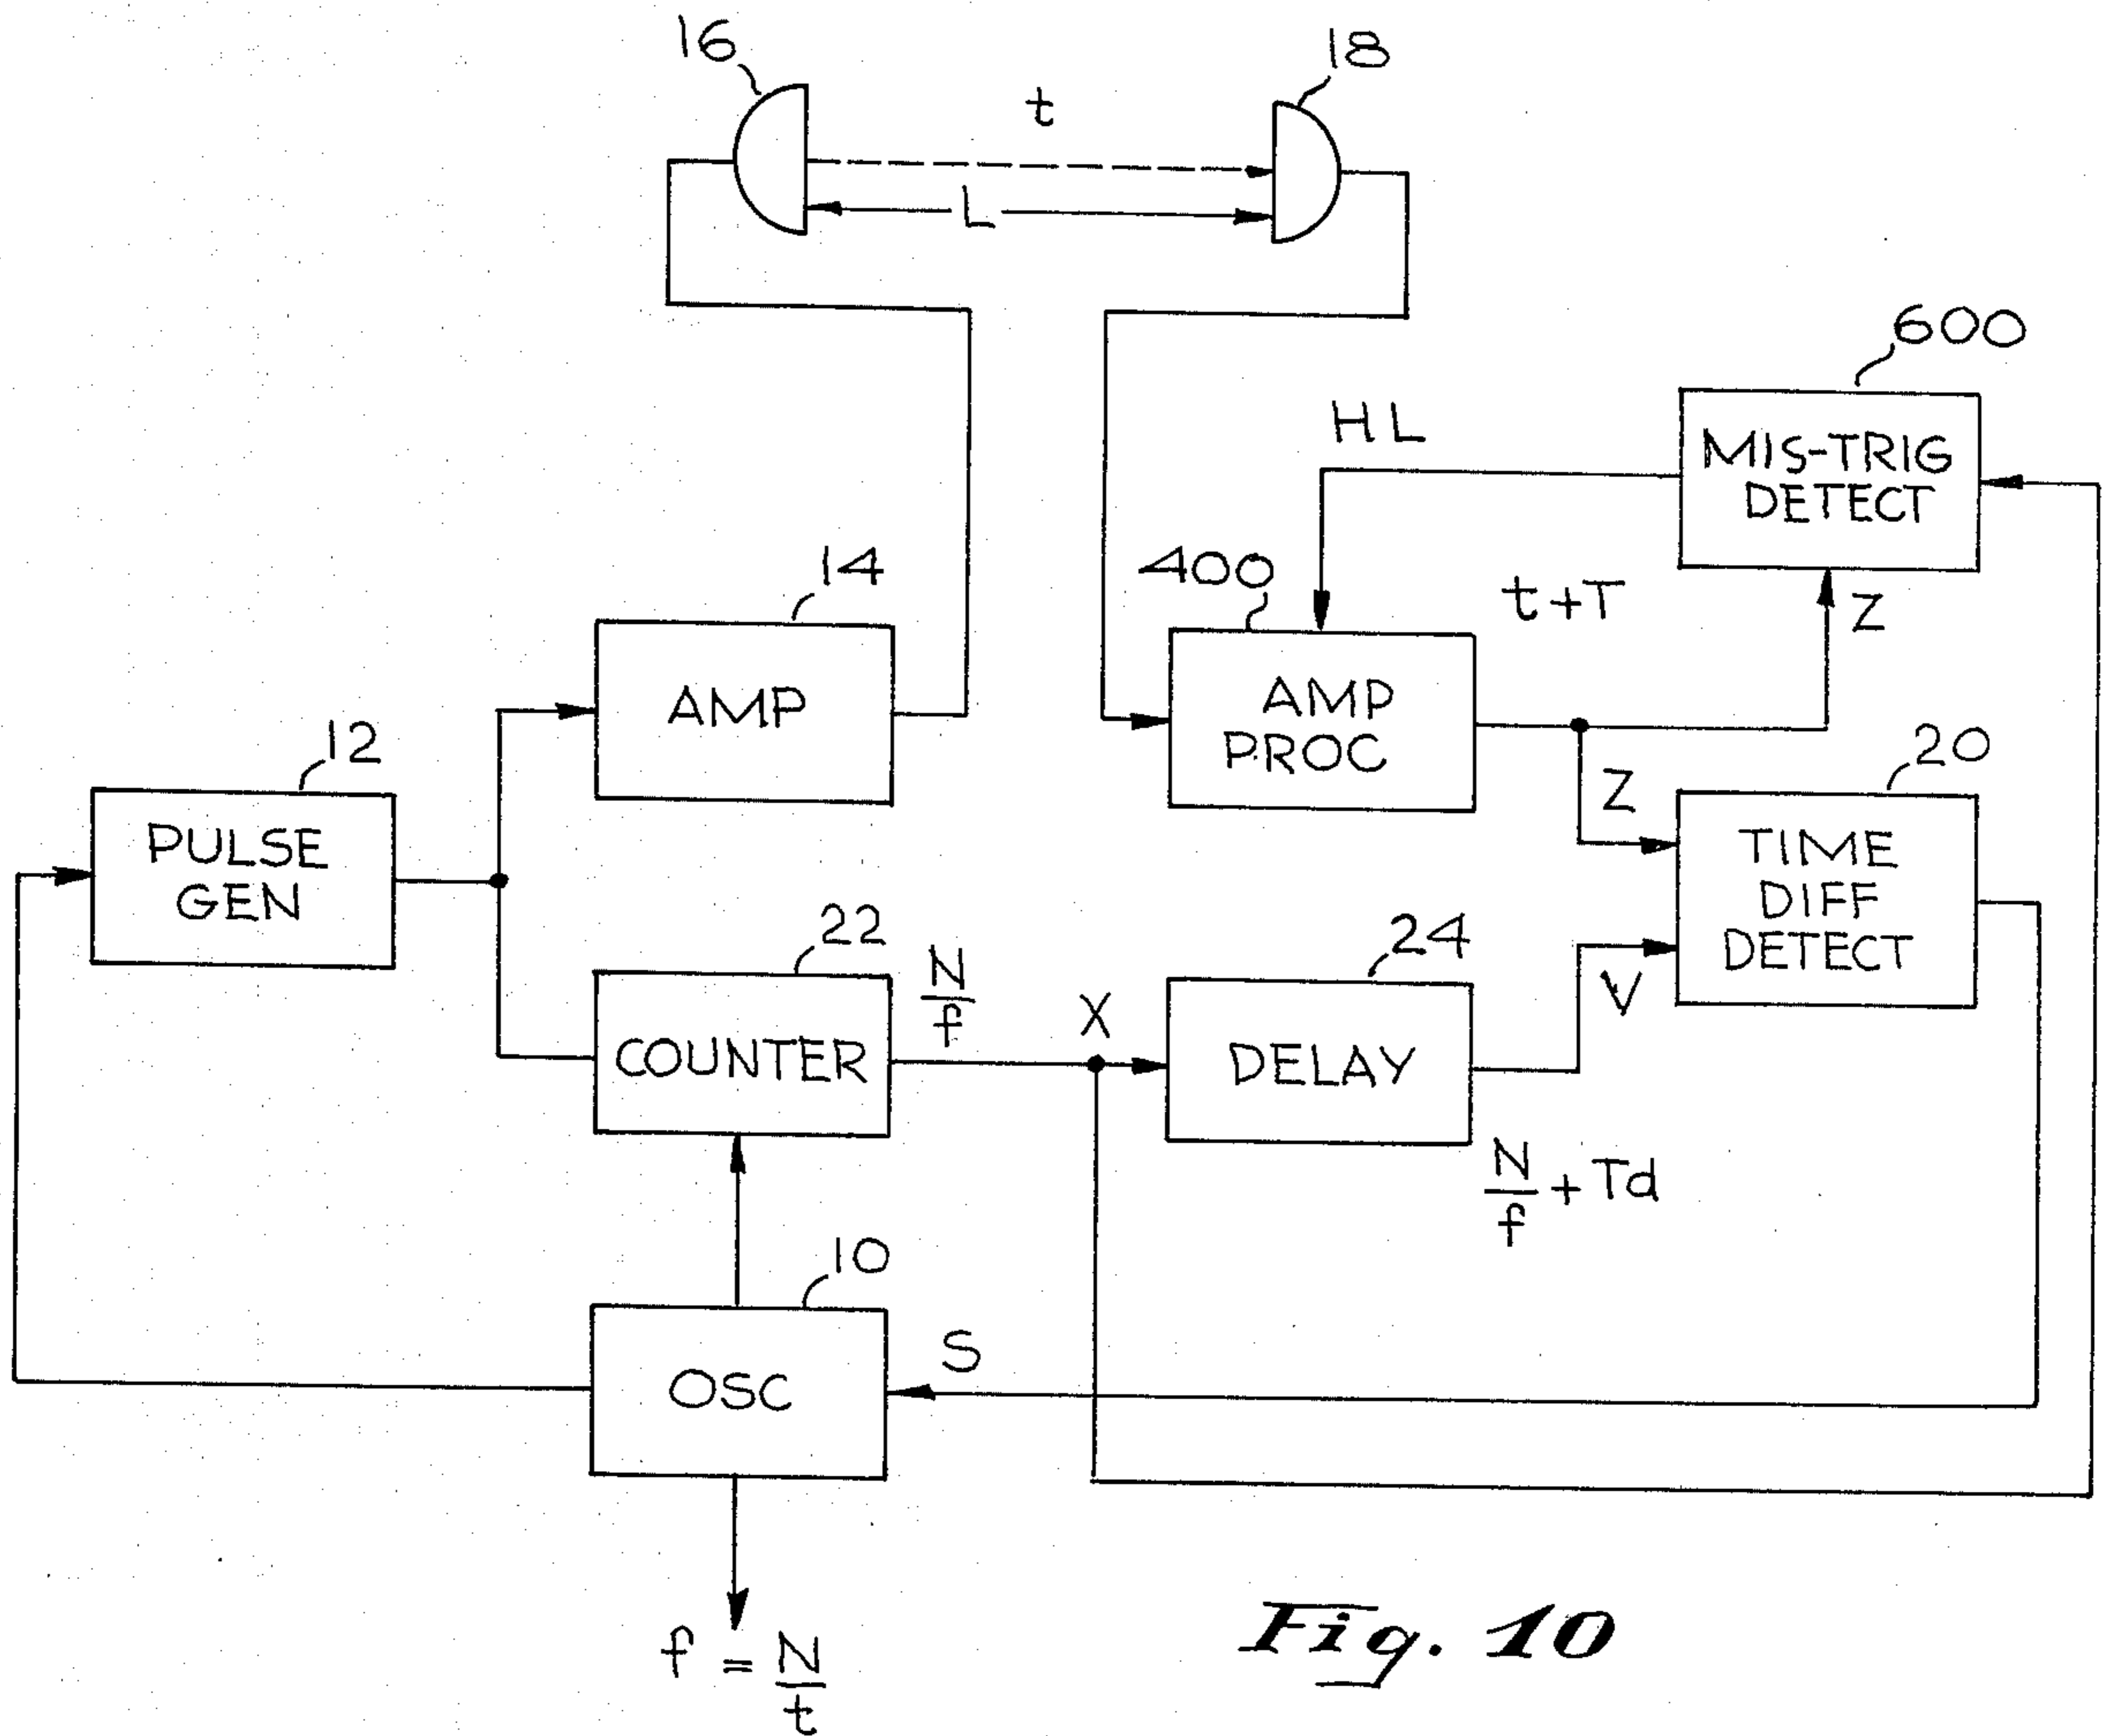 16
18
t
L
600
HL
MIS-TRIG
DETECT
14
400
t+T
Z
AMP
AMP
PROC
12
20
Z
PULSE
GEN
TIME
DIFF
DETECT
22
24
N/f
X
V
COUNTER
DELAY
N/f + Td
10
S
OSC
f = N/t
Fig. 10